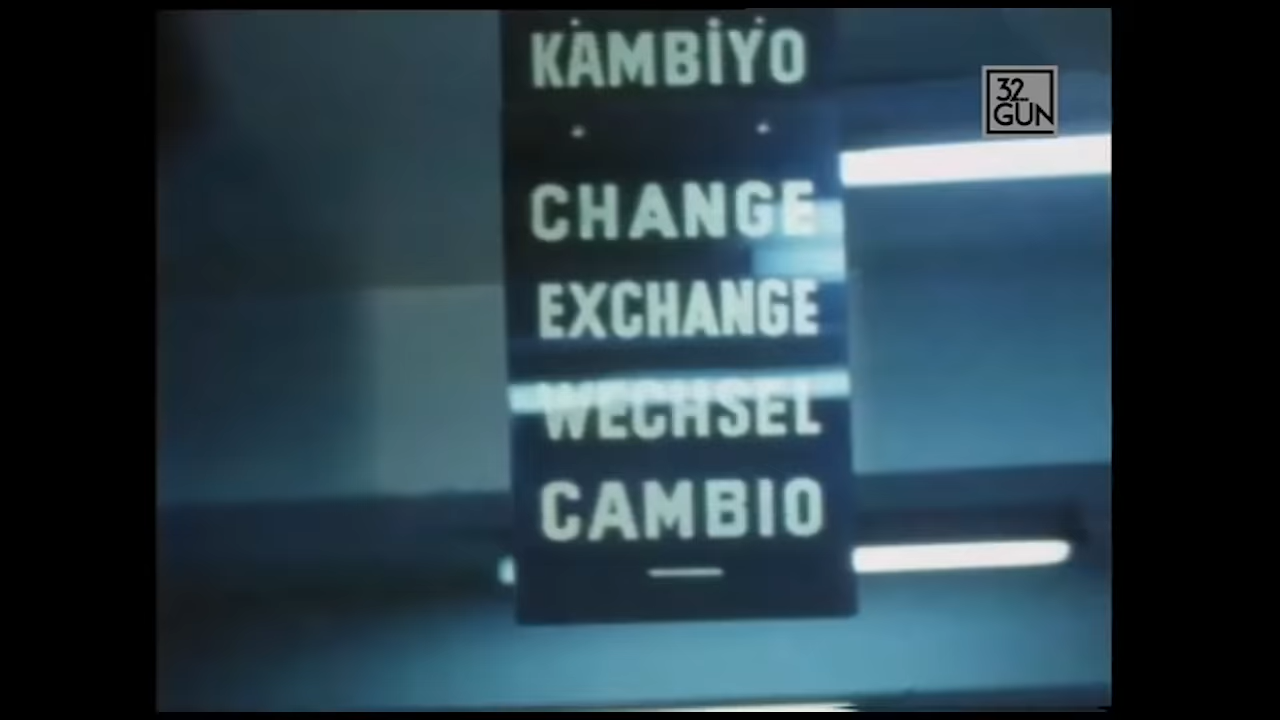 KAMBİYO
32.
GÜN
CHANGE
EXCHANGE
WECHSEL
CAMBIO